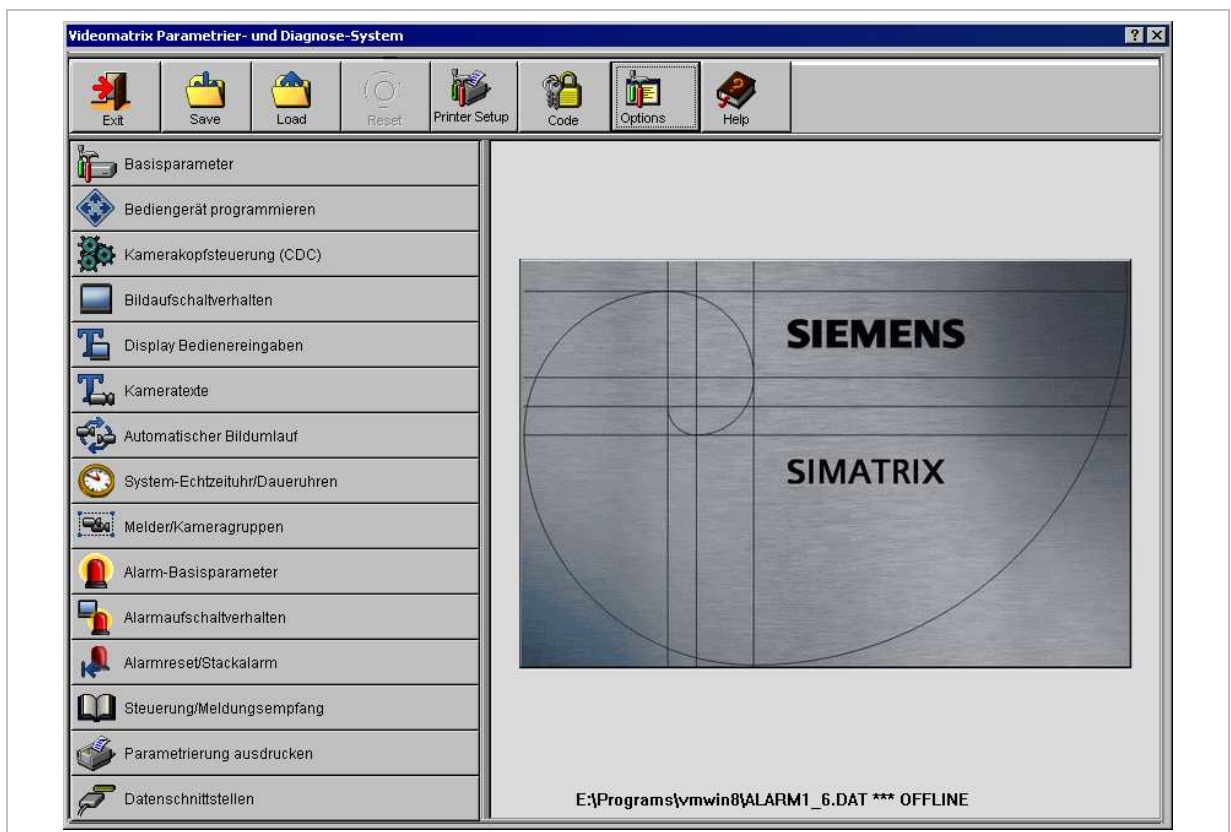 Videomatrix Parametrier- und Diagnose-System
Exit
Save
Load
Reset
Printer Setup
Code
Options
Help
Basisparameter
Bediengerät programmieren
Kamerakopfsteuerung (CDC)
Bildaufschaltverhalten
Display Bedienereingaben
Kameratexte
Automatischer Bildumlauf
System-Echtzeituhr/Daueruhren
Melder/Kameragruppen
Alarm-Basisparameter
Alarmaufschaltverhalten
Alarmreset/Stackalarm
Steuerung/Meldungsempfang
Parametrierung ausdrucken
Datenschnittstellen
SIEMENS
SIMATRIX
E:\Programs\vmwin8\ALARM1_6.DAT *** OFFLINE